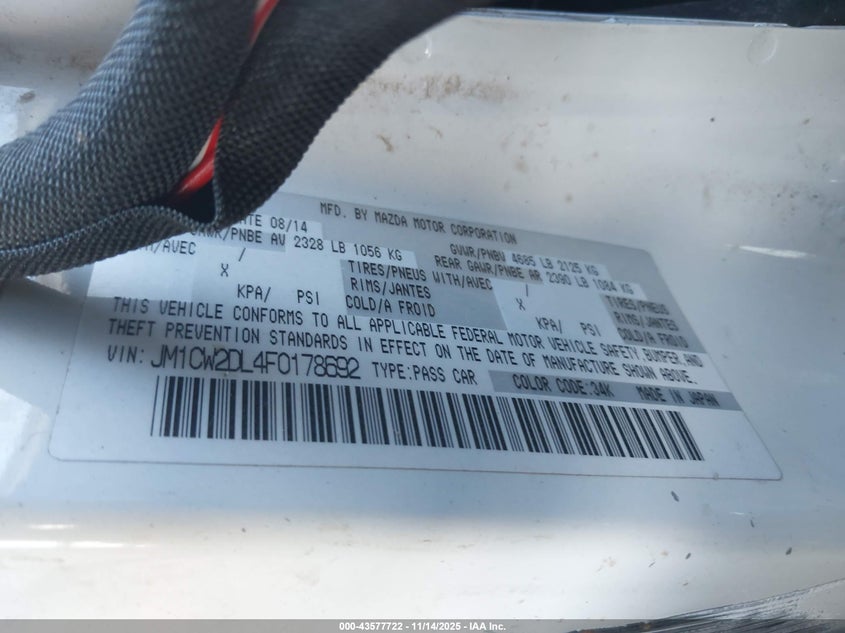 MFD. BY MAZDA MOTOR CORPORATION
ATE 08/14
GVWR/PNBV 4685 LB 2125 KG
GAWR/PNBE AV 2328 LB 1056 KG
REAR GAWR/PNBE AR 2390 LB 1084 KG
/AVEC / TIRES/PNEUS WITH/AVEC / TIRES/PNEUS
X RIMS/JANTES X RIMS/JANTES
KPA/ PSI COLD/A FROID KPA/ PSI COLD/A FROID
THIS VEHICLE CONFORMS TO ALL APPLICABLE FEDERAL MOTOR VEHICLE SAFETY, BUMPER, AND
THEFT PREVENTION STANDARDS IN EFFECT ON THE DATE OF MANUFACTURE SHOWN ABOVE.
VIN: JM1CW2DL4F0178692 TYPE:PASS CAR COLOR CODE:34K MADE IN JAPAN
000-43577722 - 11/14/2025 - IAA Inc.